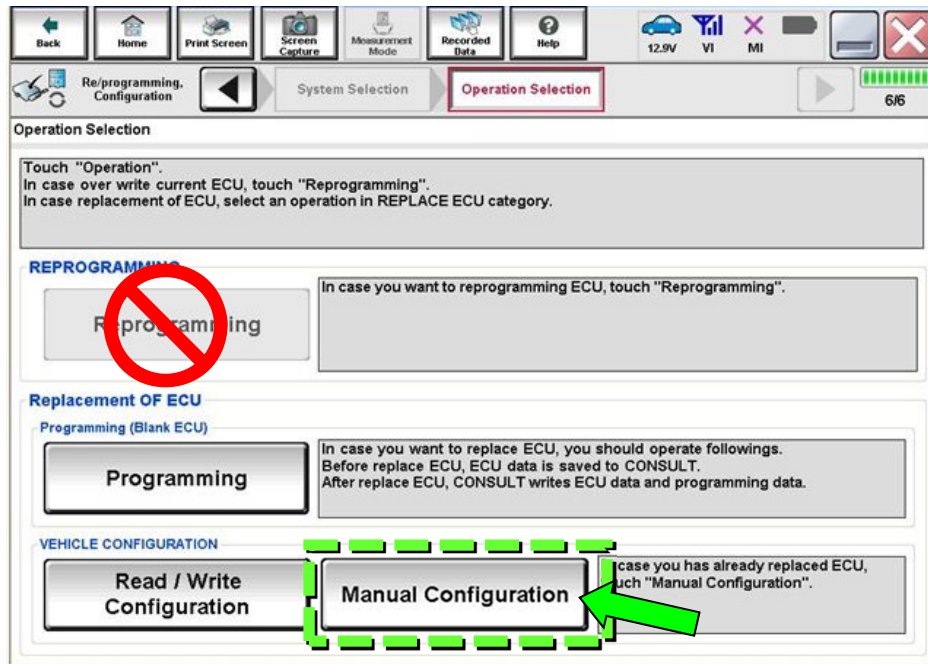 Back
Home
Print Screen
Screen
Capture
Measurement
Mode
Recorded
Data
Help
12.9V
VI
MI
Re/programming,
Configuration
System Selection
Operation Selection
6/6
Operation Selection
Touch "Operation".
In case over write current ECU, touch "Reprogramming".
In case replacement of ECU, select an operation in REPLACE ECU category.
REPROGRAMMING
Reprogramming
In case you want to reprogramming ECU, touch "Reprogramming".
Replacement OF ECU
Programming (Blank ECU)
Programming
In case you want to replace ECU, you should operate followings.
Before replace ECU, ECU data is saved to CONSULT.
After replace ECU, CONSULT writes ECU data and programming data.
VEHICLE CONFIGURATION
Read / Write
Configuration
Manual Configuration
case you has already replaced ECU,
uch "Manual Configuration".